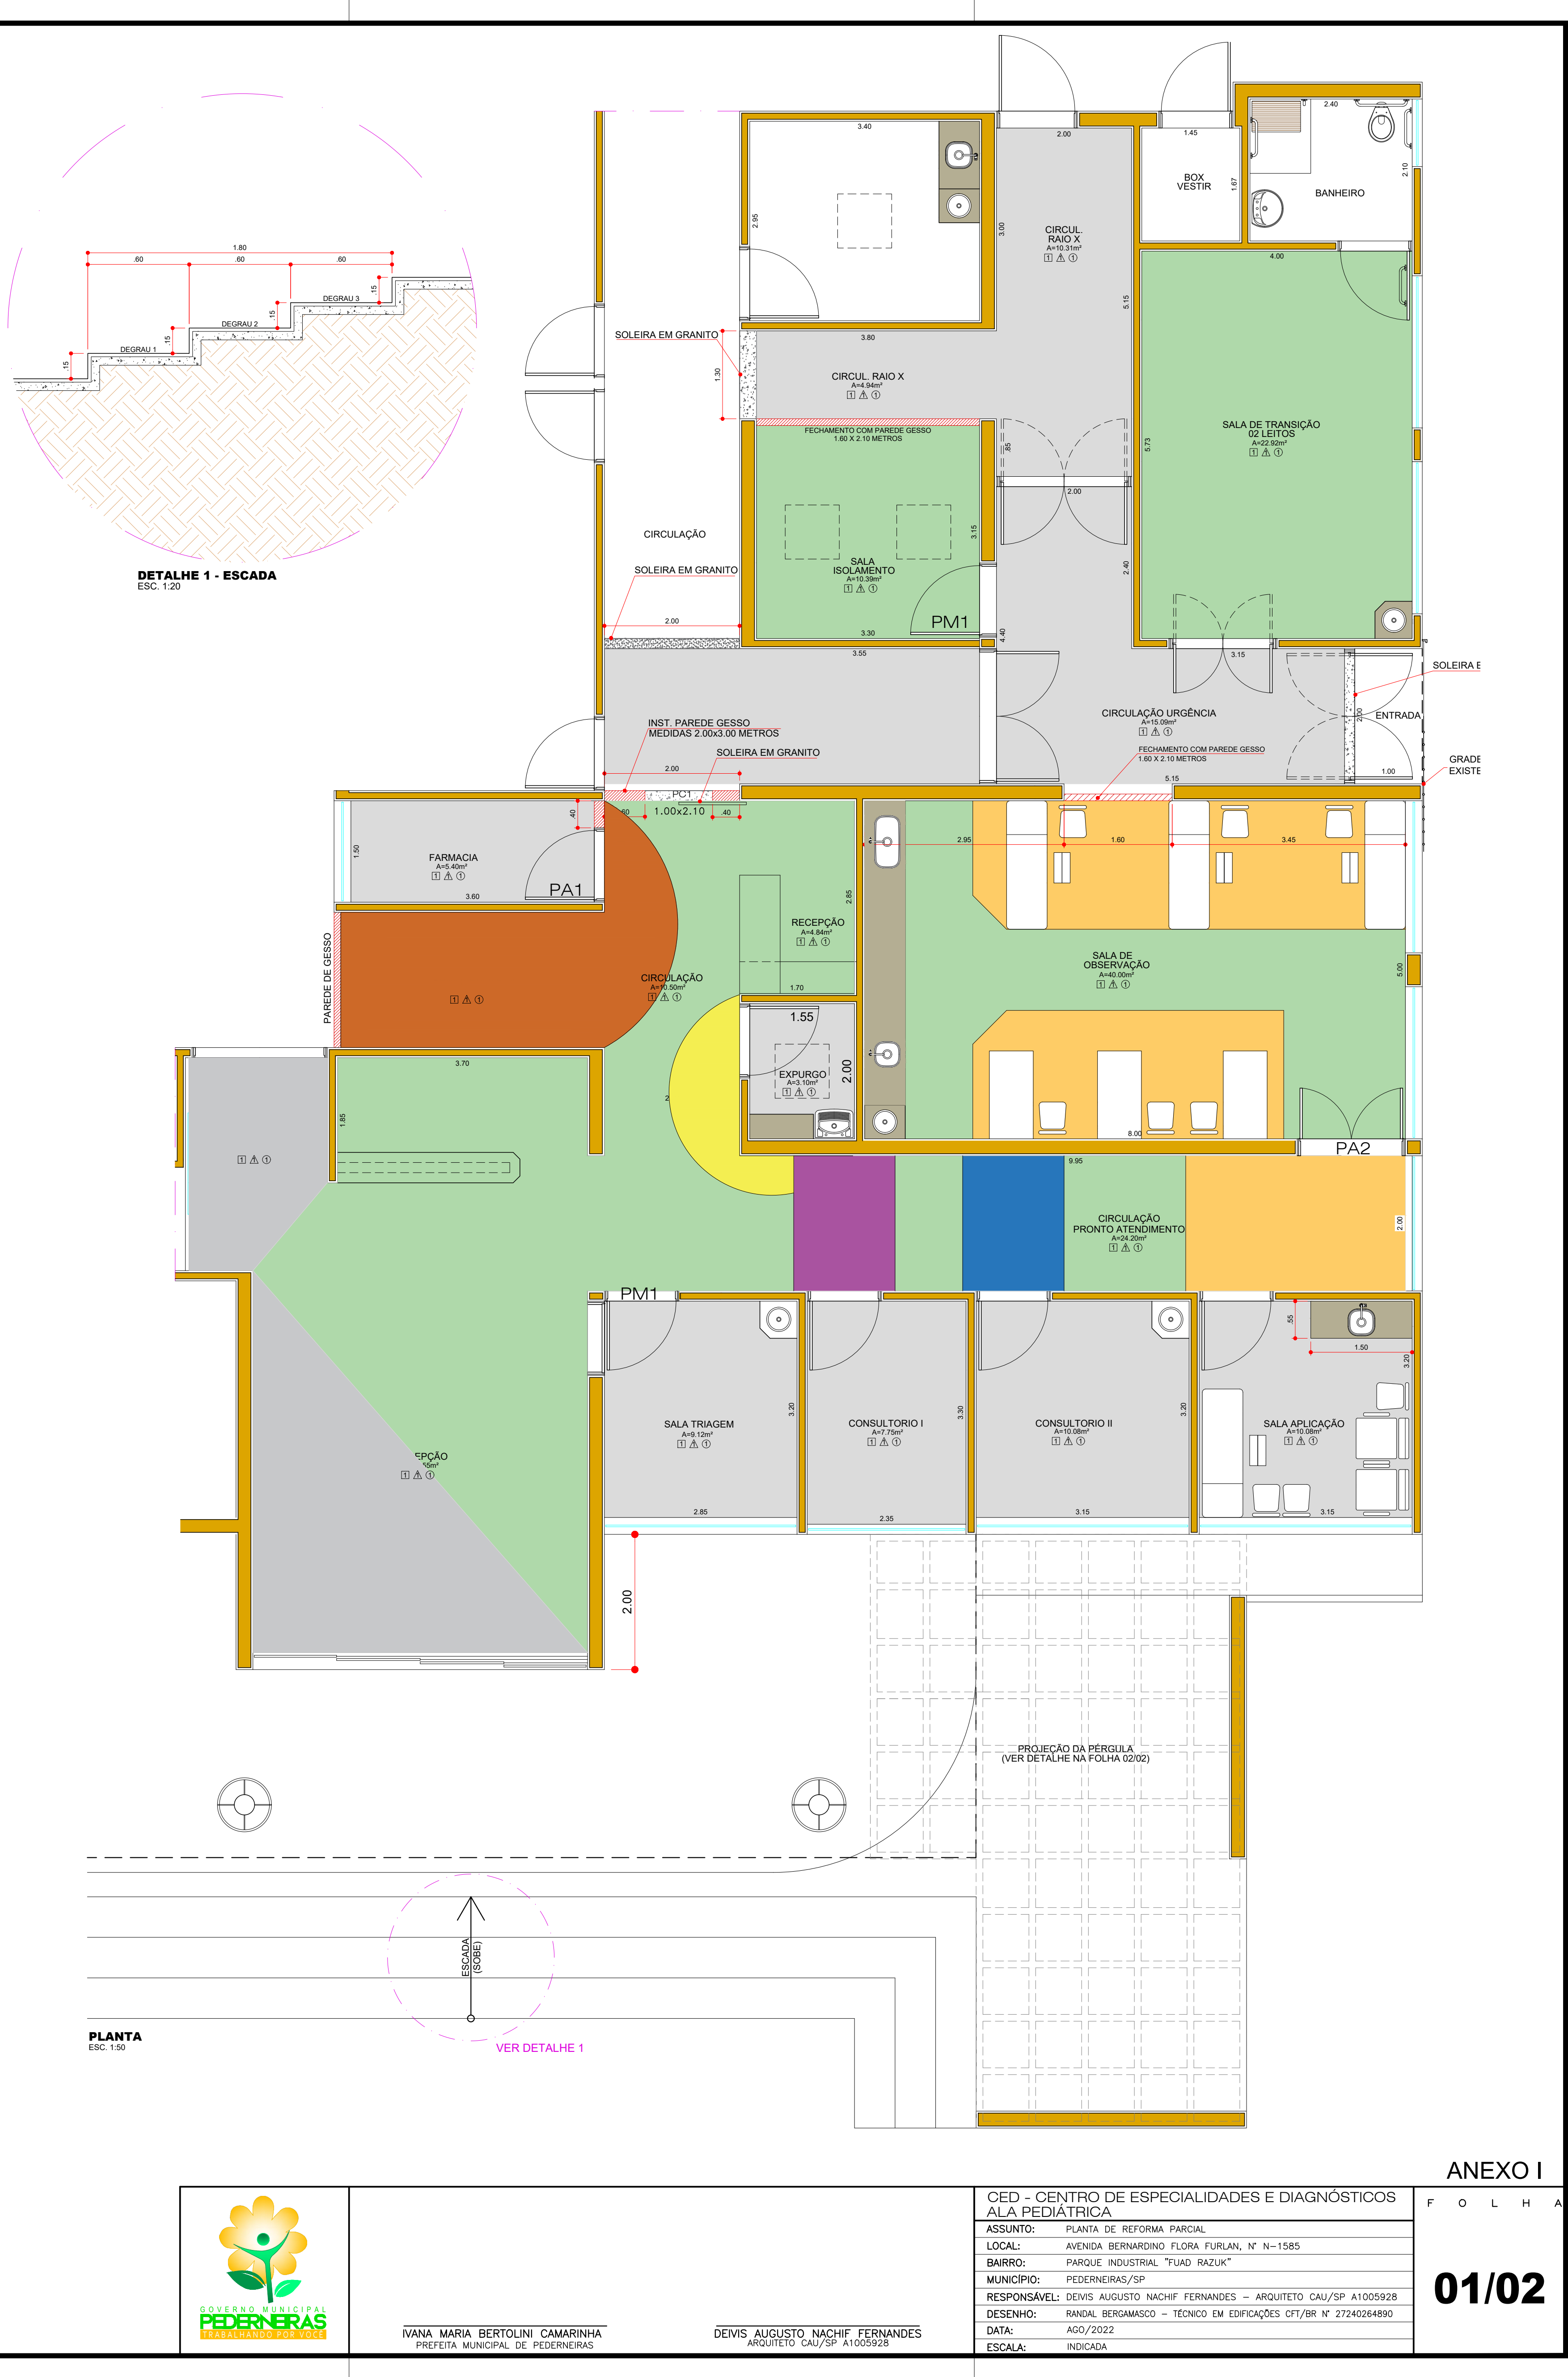 1.80
.60
.60
.60
.15
DEGRAU 3
.15
DEGRAU 2
.15
DEGRAU 1
.15
DETALHE 1 - ESCADA
ESC. 1:20
3.40
2.95
2.00
3.00
CIRCUL.
RAIO X
A=10.31m²
1 1
5.15
1.45
BOX
VESTIR
1.67
2.40
2.10
BANHEIRO
4.00
SOLEIRA EM GRANITO
3.80
1.30
CIRCUL. RAIO X
A=4.94m²
FECHAMENTO COM PAREDE GESSO
1.60 X 2.10 METROS
.85
2.00
5.73
SALA DE TRANSIÇÃO
02 LEITOS
A=22.92m²
CIRCULAÇÃO
SOLEIRA EM GRANITO
2.00
SALA
ISOLAMENTO
A=10.39m²
3.15
PM1
3.30
2.40
4.40
3.55
3.15
SOLEIRA E
CIRCULAÇÃO URGÊNCIA
A=15.09m²
2.00
ENTRADA
INST. PAREDE GESSO
MEDIDAS 2.00x3.00 METROS
SOLEIRA EM GRANITO
FECHAMENTO COM PAREDE GESSO
1.60 X 2.10 METROS
GRADE
EXISTE
1.00
5.15
2.00
PC1
1.00x2.10
.40
.40
1.50
FARMACIA
A=5.40m²
PA1
3.60
2.95
1.60
3.45
2.85
RECEPÇÃO
A=4.84m²
1.70
PAREDE DE GESSO
CIRCULAÇÃO
A=10.50m²
SALA DE
OBSERVAÇÃO
A=40.00m²
5.00
1.55
EXPURGO
A=3.10m²
2.00
3.70
1.85
8.00
PA2
9.95
CIRCULAÇÃO
PRONTO ATENDIMENTO
A=24.20m²
2.00
PM1
.55
1.50
3.20
SALA TRIAGEM
A=9.12m²
3.20
2.85
CONSULTORIO I
A=7.75m²
3.30
2.35
CONSULTORIO II
A=10.08m²
3.20
3.15
SALA APLICAÇÃO
A=10.08m²
3.15
EPÇÃO
2.00
PROJEÇÃO DA PÉRGULA
(VER DETALHE NA FOLHA 02/02)
ESCADA
(SOBE)
VER DETALHE 1
PLANTA
ESC. 1:50
ANEXO I
GOVERNO MUNICIPAL
PEDERNEIRAS
TRABALHANDO POR VOCÊ
IVANA MARIA BERTOLINI CAMARINHA
PREFEITA MUNICIPAL DE PEDERNEIRAS
DEIVIS AUGUSTO NACHIF FERNANDES
ARQUITETO CAU/SP A1005928
CED - CENTRO DE ESPECIALIDADES E DIAGNÓSTICOS
ALA PEDIÁTRICA
ASSUNTO: PLANTA DE REFORMA PARCIAL
LOCAL: AVENIDA BERNARDINO FLORA FURLAN, N° N-1585
BAIRRO: PARQUE INDUSTRIAL "FUAD RAZUK"
MUNICÍPIO: PEDERNEIRAS/SP
RESPONSÁVEL: DEIVIS AUGUSTO NACHIF FERNANDES - ARQUITETO CAU/SP A1005928
DESENHO: RANDAL BERGAMASCO - TÉCNICO EM EDIFICAÇÕES CFT/BR N° 27240264890
DATA: AGO/2022
ESCALA: INDICADA
FOLHA
01/02